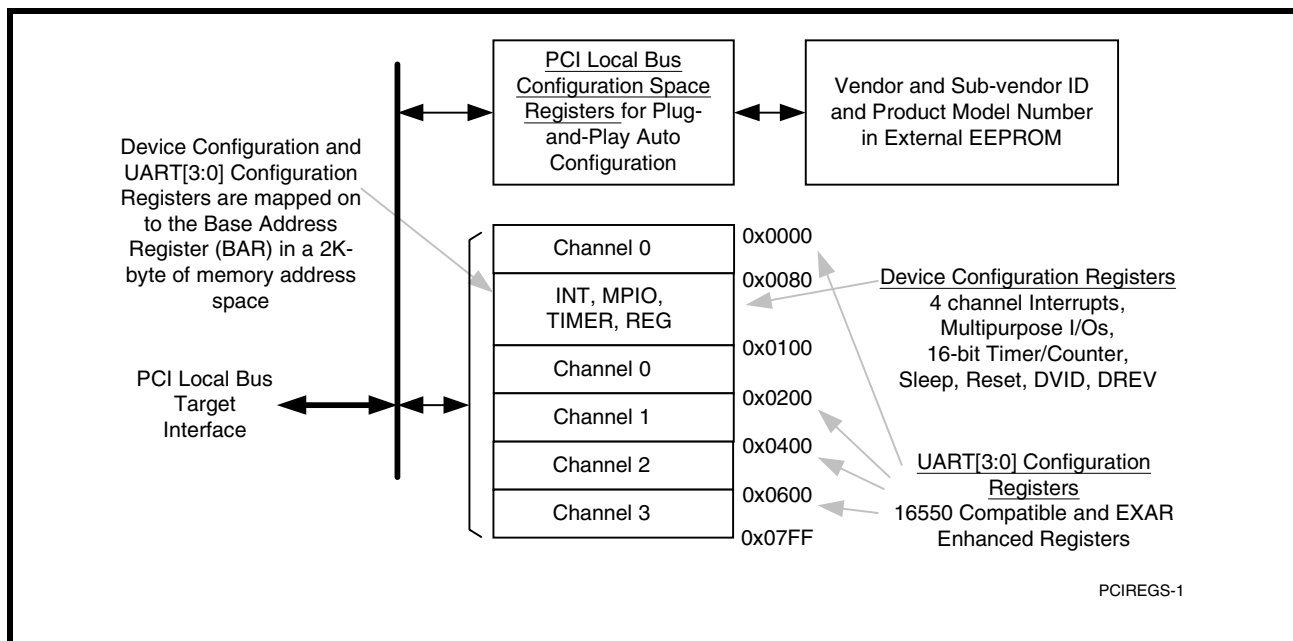 PCI Local Bus
Configuration Space
Registers for Plug-
and-Play Auto
Configuration
Vendor and Sub-vendor ID
and Product Model Number
in External EEPROM
Device Configuration and
UART[3:0] Configuration
Registers are mapped on
to the Base Address
Register (BAR) in a 2K-
byte of memory address
space
PCI Local Bus
Target
Interface
Channel 0
INT, MPIO,
TIMER, REG
Channel 0
Channel 1
Channel 2
Channel 3
0x0000
0x0080
0x0100
0x0200
0x0400
0x0600
0x07FF
Device Configuration Registers
4 channel Interrupts,
Multipurpose I/Os,
16-bit Timer/Counter,
Sleep, Reset, DVID, DREV
UART[3:0] Configuration
Registers
16550 Compatible and EXAR
Enhanced Registers
PCIREGS-1